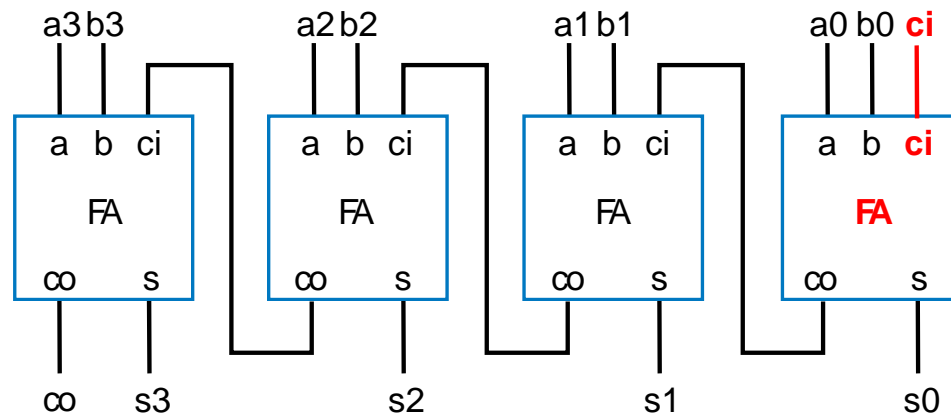 a3 b3 a2 b2 a1 b1 a0 b0 ci
a b ci a b ci a b ci a b ci
FA FA FA FA
co s co s co s co s
co s3 s2 s1 s0